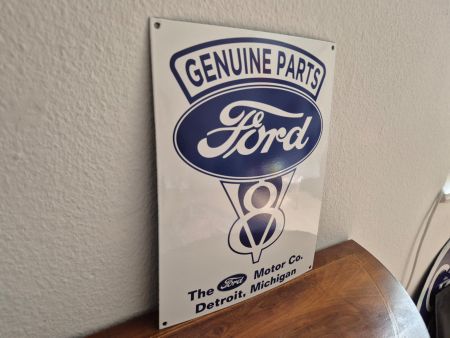 GENUINE PARTS
Ford
V8
The Ford Motor Co.
Detroit, Michigan